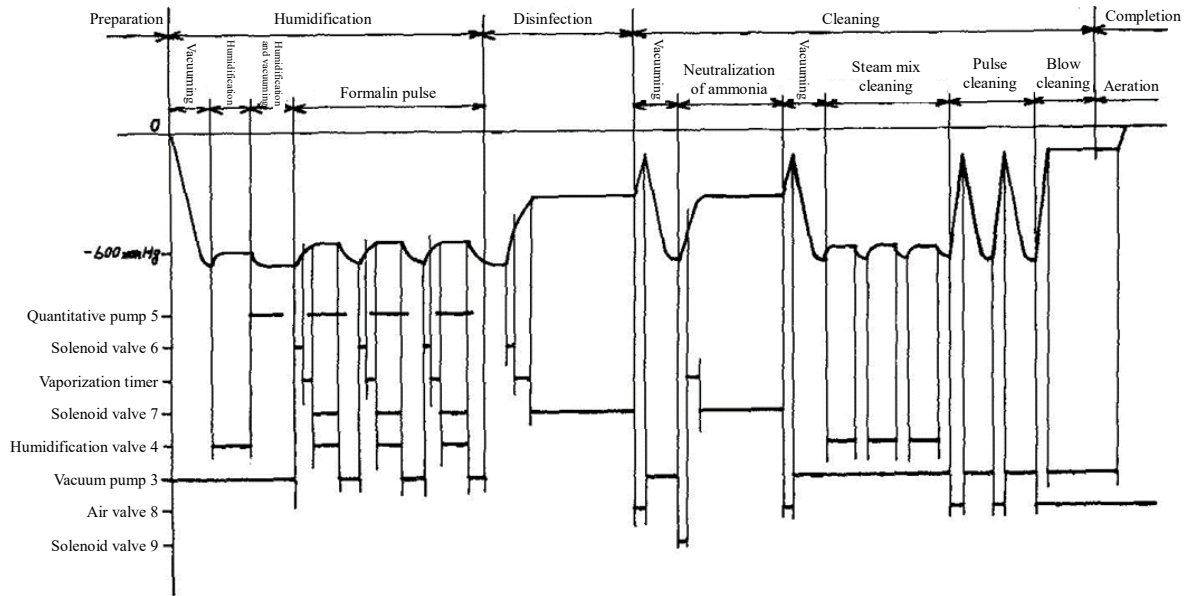 Preparation
Humidification
Disinfection
Cleaning
Completion
Vacuuming
Humidification
Humidification
and vacuuming
Formalin pulse
Vacuuming
Neutralization
of ammonia
Vacuuming
Steam mix
cleaning
Pulse
cleaning
Blow
cleaning
Aeration
0
-600mmHg
Quantitative pump 5
Solenoid valve 6
Vaporization timer
Solenoid valve 7
Humidification valve 4
Vacuum pump 3
Air valve 8
Solenoid valve 9